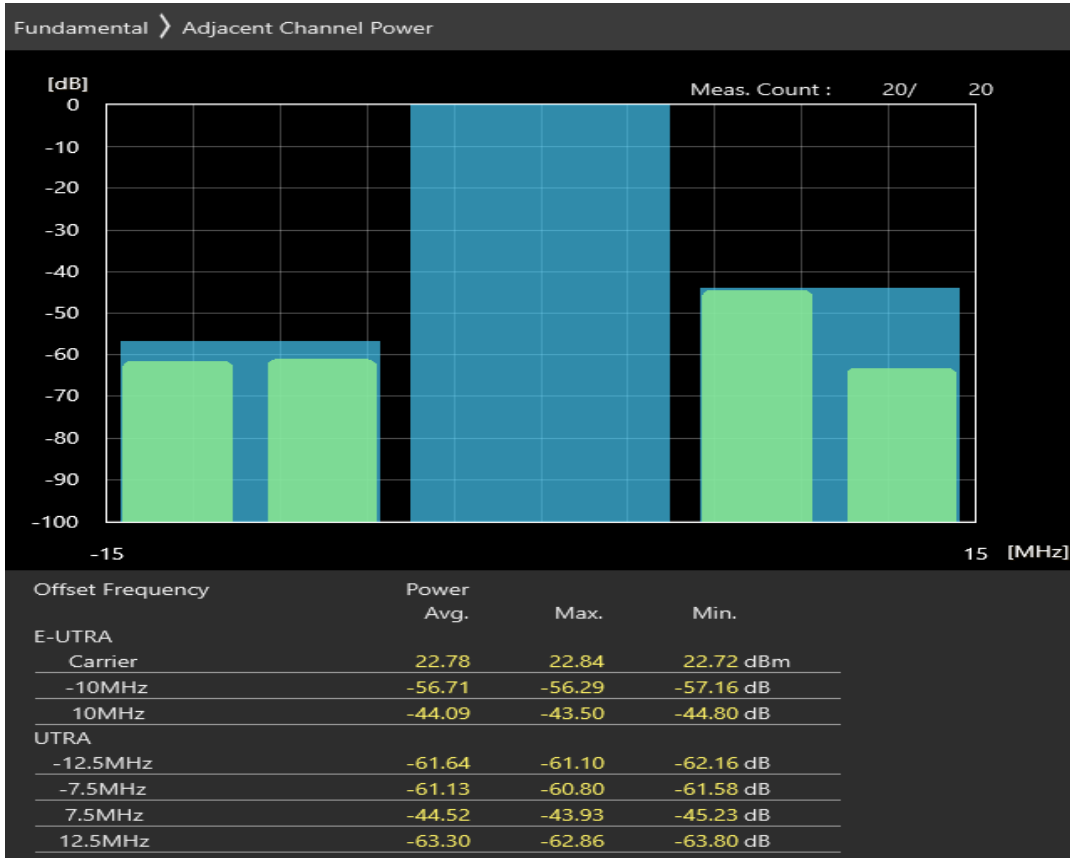 Fundamental 》 Adjacent Channel Power
[dB]
Meas. Count : 20/ 20
0
-10
-20
-30
-40
-50
-60
-70
-80
-90
-100
-15 15 [MHz]
Offset Frequency Power
Avg. Max. Min.
E-UTRA
Carrier 22.78 22.84 22.72 dBm
-10MHz -56.71 -56.29 -57.16 dB
10MHz -44.09 -43.50 -44.80 dB
UTRA
-12.5MHz -61.64 -61.10 -62.16 dB
-7.5MHz -61.13 -60.80 -61.58 dB
7.5MHz -44.52 -43.93 -45.23 dB
12.5MHz -63.30 -62.86 -63.80 dB